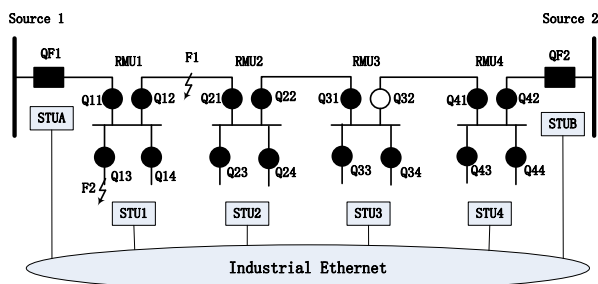 Source 1
Source 2
QF1
RMU1
F1
RMU2
RMU3
RMU4
QF2
Q11
Q12
Q21
Q22
Q31
Q32
Q41
Q42
STUA
STUB
Q13
Q14
Q23
Q24
Q33
Q34
Q43
Q44
F2
STU1
STU2
STU3
STU4
Industrial Ethernet